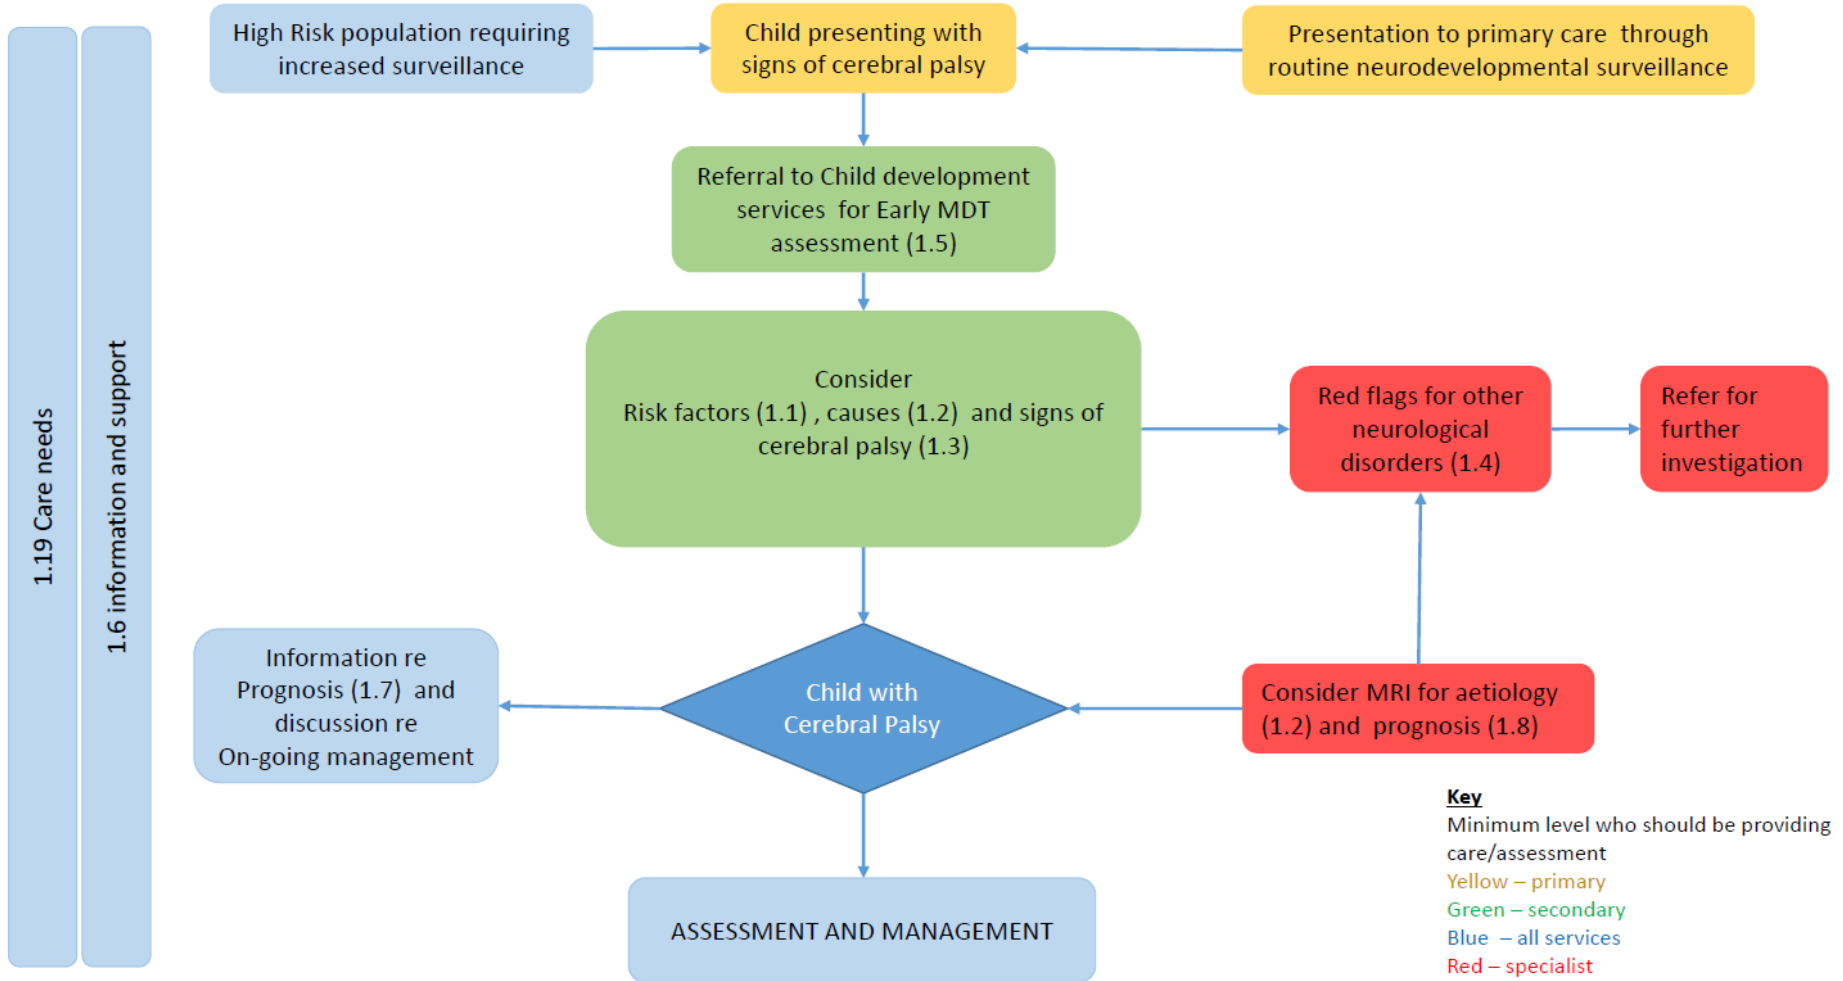 High Risk population requiring
increased surveillance
Child presenting with
signs of cerebral palsy
Presentation to primary care through
routine neurodevelopmental surveillance
1.19 Care needs
1.6 information and support
Referral to Child development
services for Early MDT
assessment (1.5)
Consider
Risk factors (1.1) , causes (1.2) and signs of
cerebral palsy (1.3)
Red flags for other
neurological
disorders (1.4)
Refer for
further
investigation
Information re
Prognosis (1.7) and
discussion re
On-going management
Child with
Cerebral Palsy
Consider MRI for aetiology
(1.2) and prognosis (1.8)
ASSESSMENT AND MANAGEMENT
Key
Minimum level who should be providing
care/assessment
Yellow – primary
Green – secondary
Blue – all services
Red – specialist